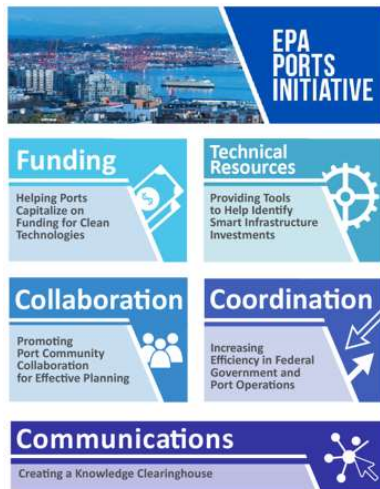 EPA
PORTS
INITIATIVE
Funding
Helping Ports
Capitalize on
Funding for Clean
Technologies
Technical
Resources
Providing Tools
to Help Identify
Smart Infrastructure
Investments
Collaboration
Promoting
Port Community
Collaboration
for Effective Planning
Coordination
Increasing
Efficiency in Federal
Government and
Port Operations
Communications
Creating a Knowledge Clearinghouse